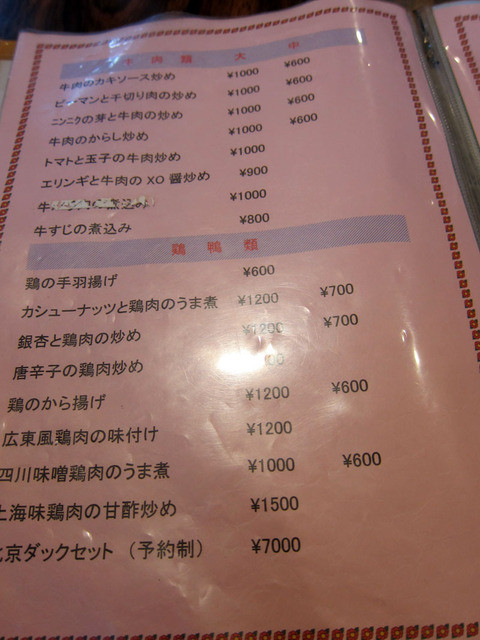 牛肉類 大 中
牛肉のカキソース炒め ¥1000 ¥600
ピーマンと千切り肉の炒め ¥1000 ¥600
ニンニクの芽と牛肉の炒め ¥1000 ¥600
牛肉のからし炒め ¥1000 ¥600
トマトと玉子の牛肉炒め ¥1000
エリンギと牛肉のXO醤炒め ¥900
牛 煮込み ¥1000
牛すじの煮込み ¥800
鶏鴨類
鶏の手羽揚げ ¥600
カシューナッツと鶏肉のうま煮 ¥1200 ¥700
銀杏と鶏肉の炒め ¥1200 ¥700
唐辛子の鶏肉炒め
鶏のから揚げ ¥1200 ¥600
広東風鶏肉の味付け ¥1200
四川味噌鶏肉のうま煮 ¥1000 ¥600
上海味鶏肉の甘酢炒め ¥1500
北京ダックセット（予約制） ¥7000